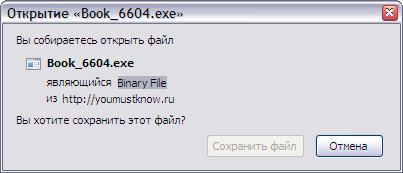 Открытие «Book_6604.exe»
Вы собираетесь открыть файл
Book_6604.exe
являющийся Binary File
из http://youmustknow.ru
Вы хотите сохранить этот файл?
Сохранить файл Отмена